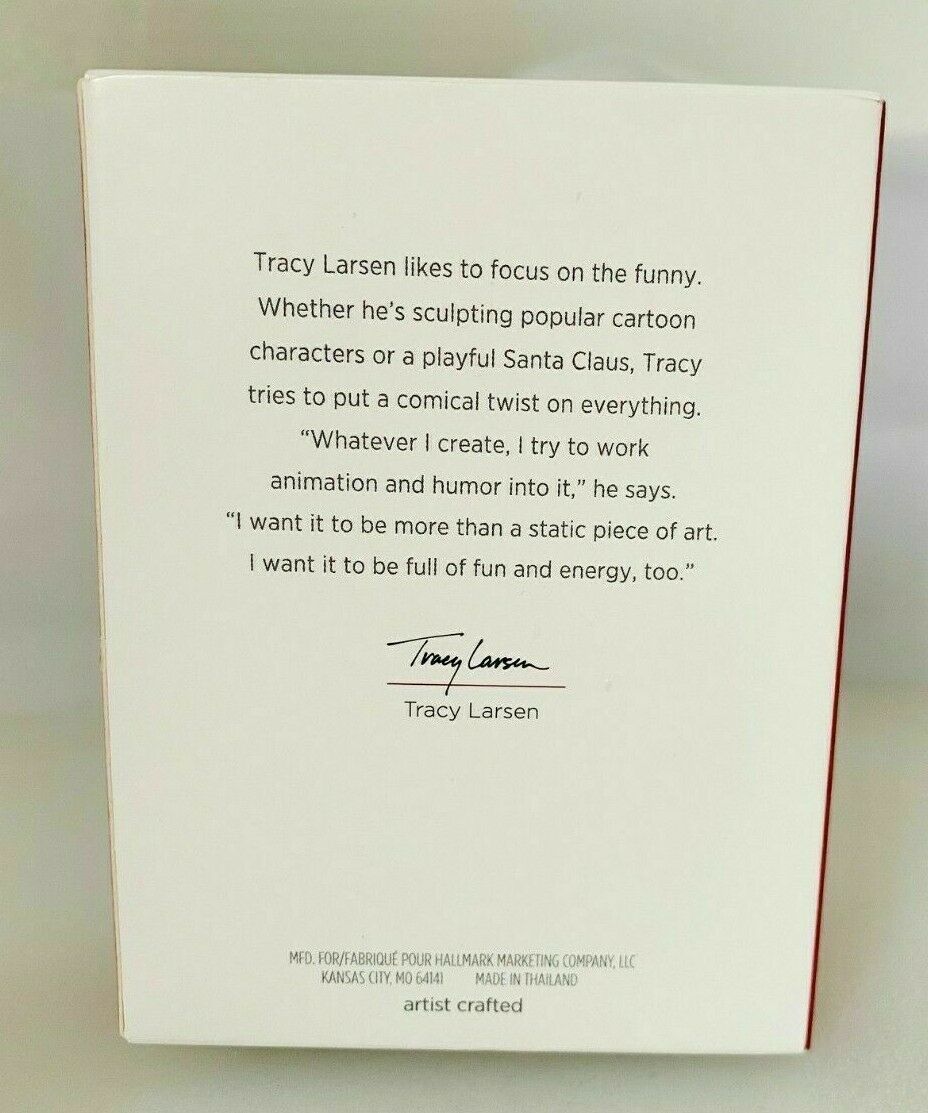 Tracy Larsen likes to focus on the funny.
Whether he's sculpting popular cartoon
characters or a playful Santa Claus, Tracy
tries to put a comical twist on everything.
“Whatever I create, I try to work
animation and humor into it,” he says.
“I want it to be more than a static piece of art.
I want it to be full of fun and energy, too.”
Tracy Larsen
Tracy Larsen
MFD. FOR/FABRIQUÉ POUR HALLMARK MARKETING COMPANY, LLC
KANSAS CITY, MO 64141 MADE IN THAILAND
artist crafted